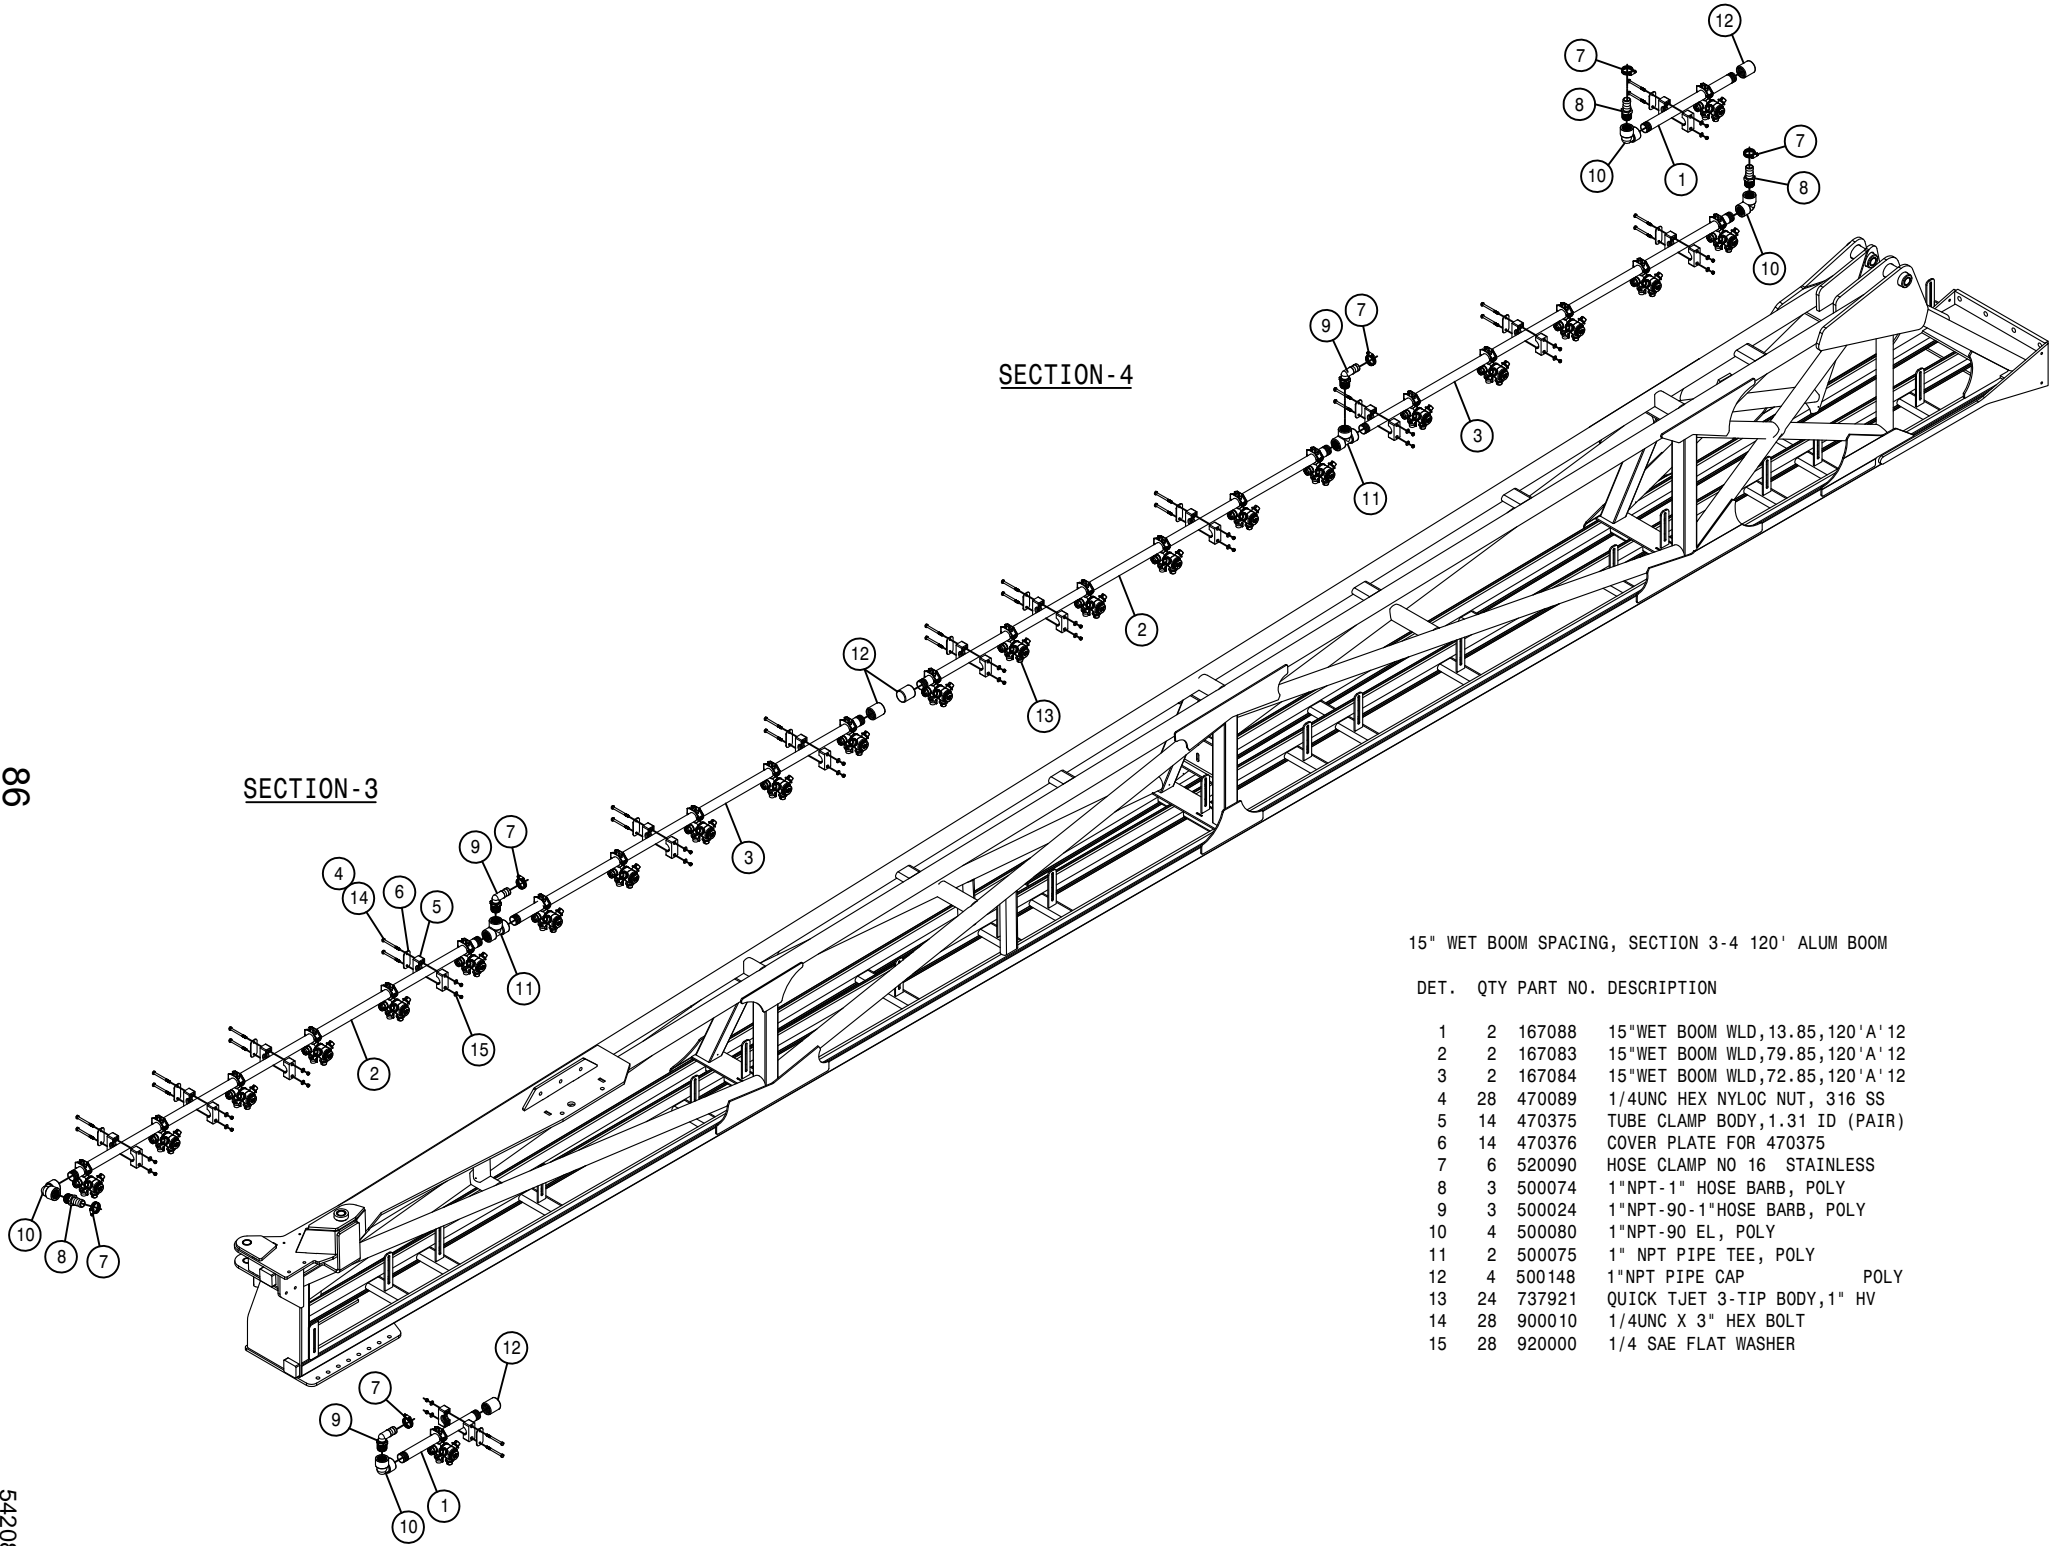 12
7
8
10
1
7
8
10
SECTION-4
9
7
3
11
2
12
13
SECTION-3
3
9
7
4
14
6
5
11
15
2
10
8
7
12
7
9
1
10
86
15" WET BOOM SPACING, SECTION 3-4 120' ALUM BOOM
DET. QTY PART NO. DESCRIPTION
1 2 167088 15"WET BOOM WLD,13.85,120'A'12
2 2 167083 15"WET BOOM WLD,79.85,120'A'12
3 2 167084 15"WET BOOM WLD,72.85,120'A'12
4 28 470089 1/4UNC HEX NYLOC NUT, 316 SS
5 14 470375 TUBE CLAMP BODY,1.31 ID (PAIR)
6 14 470376 COVER PLATE FOR 470375
7 6 520090 HOSE CLAMP NO 16 STAINLESS
8 3 500074 1"NPT-1" HOSE BARB, POLY
9 3 500024 1"NPT-90-1"HOSE BARB, POLY
10 4 500080 1"NPT-90 EL, POLY
11 2 500075 1" NPT PIPE TEE, POLY
12 4 500148 1"NPT PIPE CAP POLY
13 24 737921 QUICK TJET 3-TIP BODY,1" HV
14 28 900010 1/4UNC X 3" HEX BOLT
15 28 920000 1/4 SAE FLAT WASHER